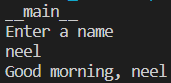 __main__
Enter a name
neel
Good morning, neel